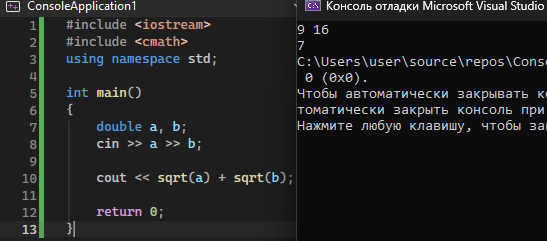 ConsoleApplication1
1 #include <iostream>
2 #include <cmath>
3 using namespace std;
4
5 int main()
6 {
7 double a, b;
8 cin >> a >> b;
9
10 cout << sqrt(a) + sqrt(b);
11
12 return 0;
13 }
Консоль отладки Microsoft Visual Studio
9 16
7
C:\Users\user\source\repos\Conso
0 (0x0).
Чтобы автоматически закрывать ко
томатически закрыть консоль при
Нажмите любую клавишу, чтобы за